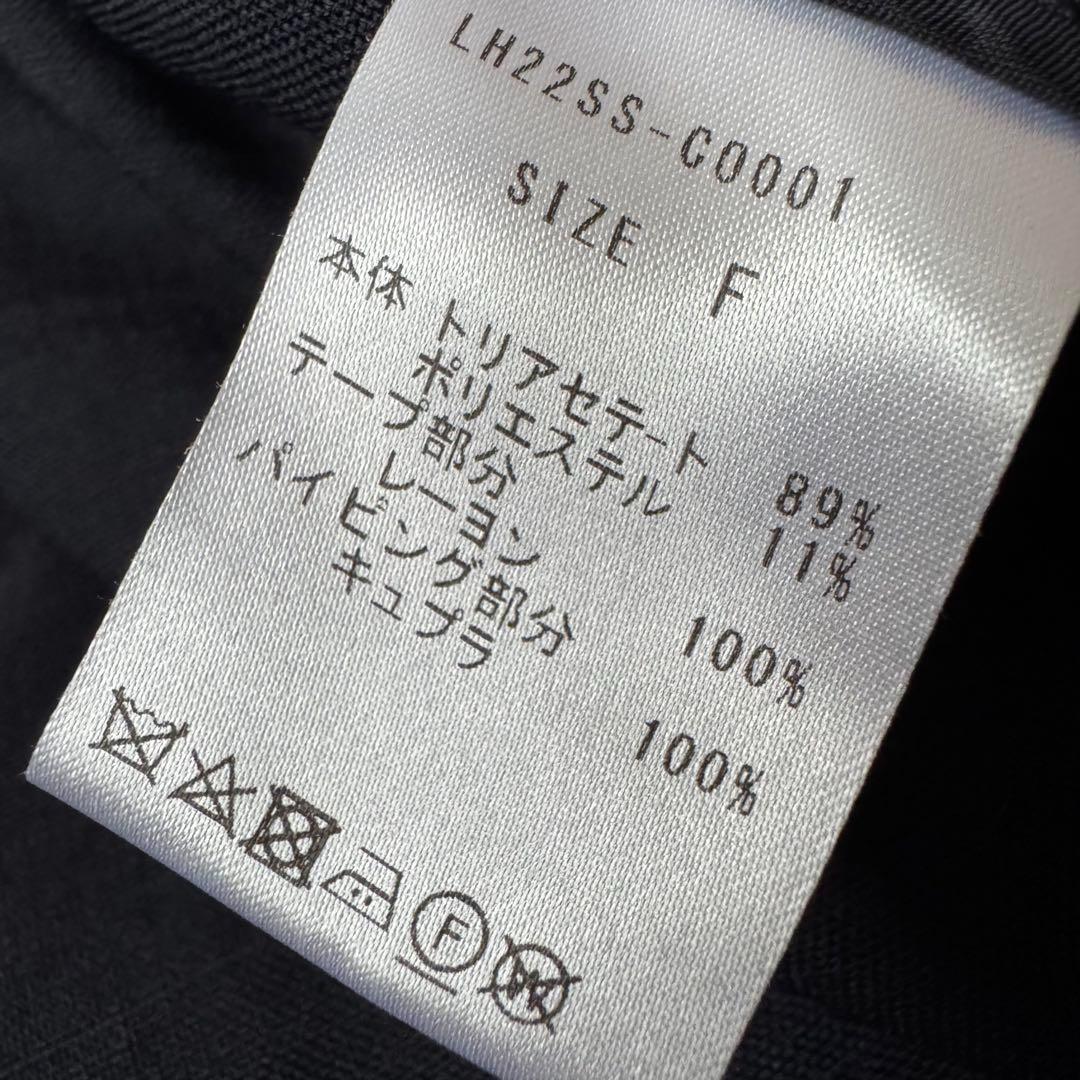 LH22SS-C0001
SIZE F
本体 トリアセテート 89%
ポリエステル 11%
テープ部分
レーヨン 100%
パイピング部分
キュプラ 100%
F
W